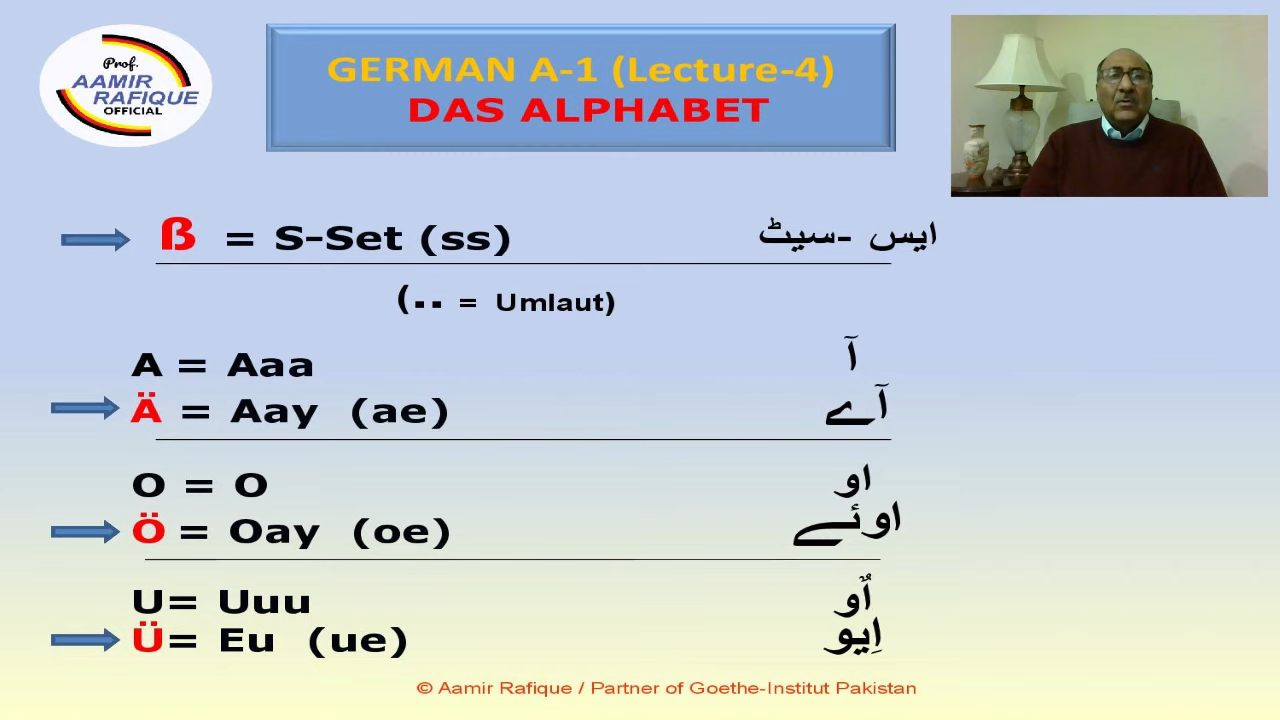 Prof.
AAMIR
RAFIQUE
OFFICIAL
GERMAN A-1 (Lecture-4)
DAS ALPHABET
ß = S-Set (ss) ایس -سیٹ
(.. = Umlaut)
A = Aaa آ
Ä = Aay (ae) آے
O = O او
Ö = Oay (oe) اوئے
U= Uuu اُو
Ü= Eu (ue) اِیو
© Aamir Rafique / Partner of Goethe-Institut Pakistan